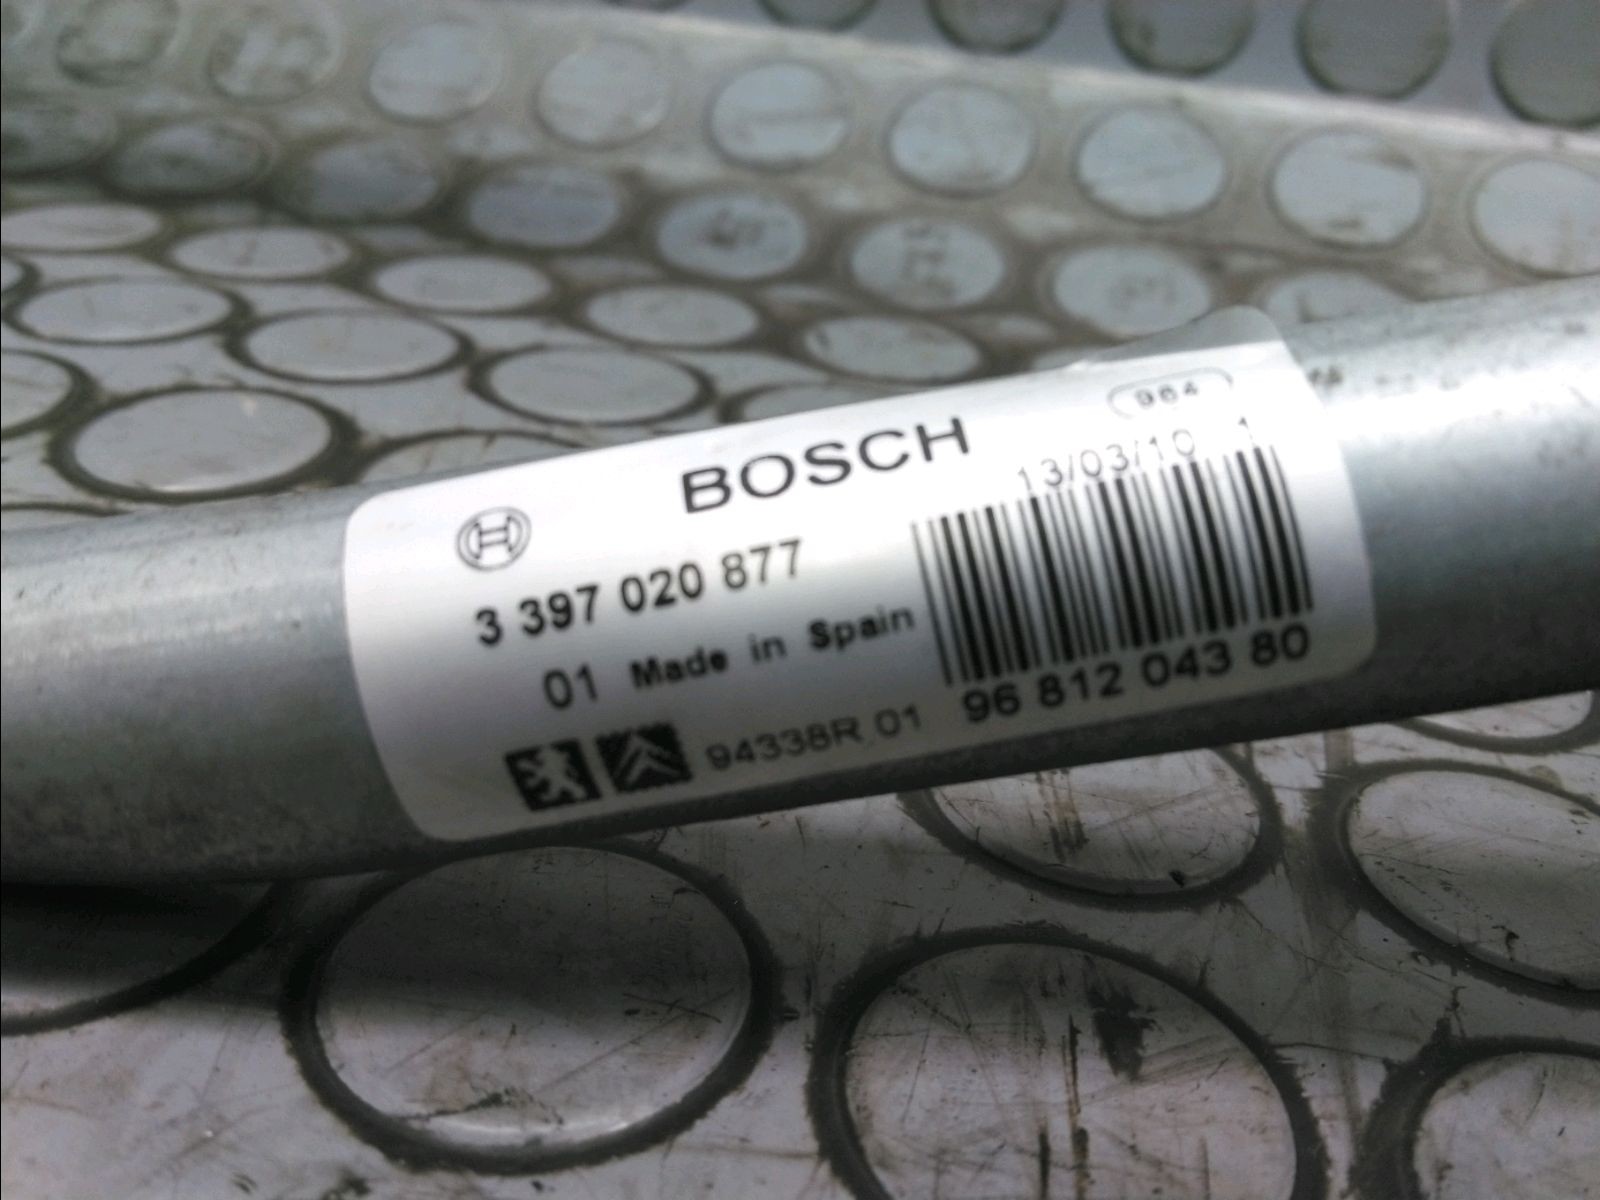 964
BOSCH
13/03/10 1
3 397 020 877
01 Made in Spain
96 812 043 80
94338R 01